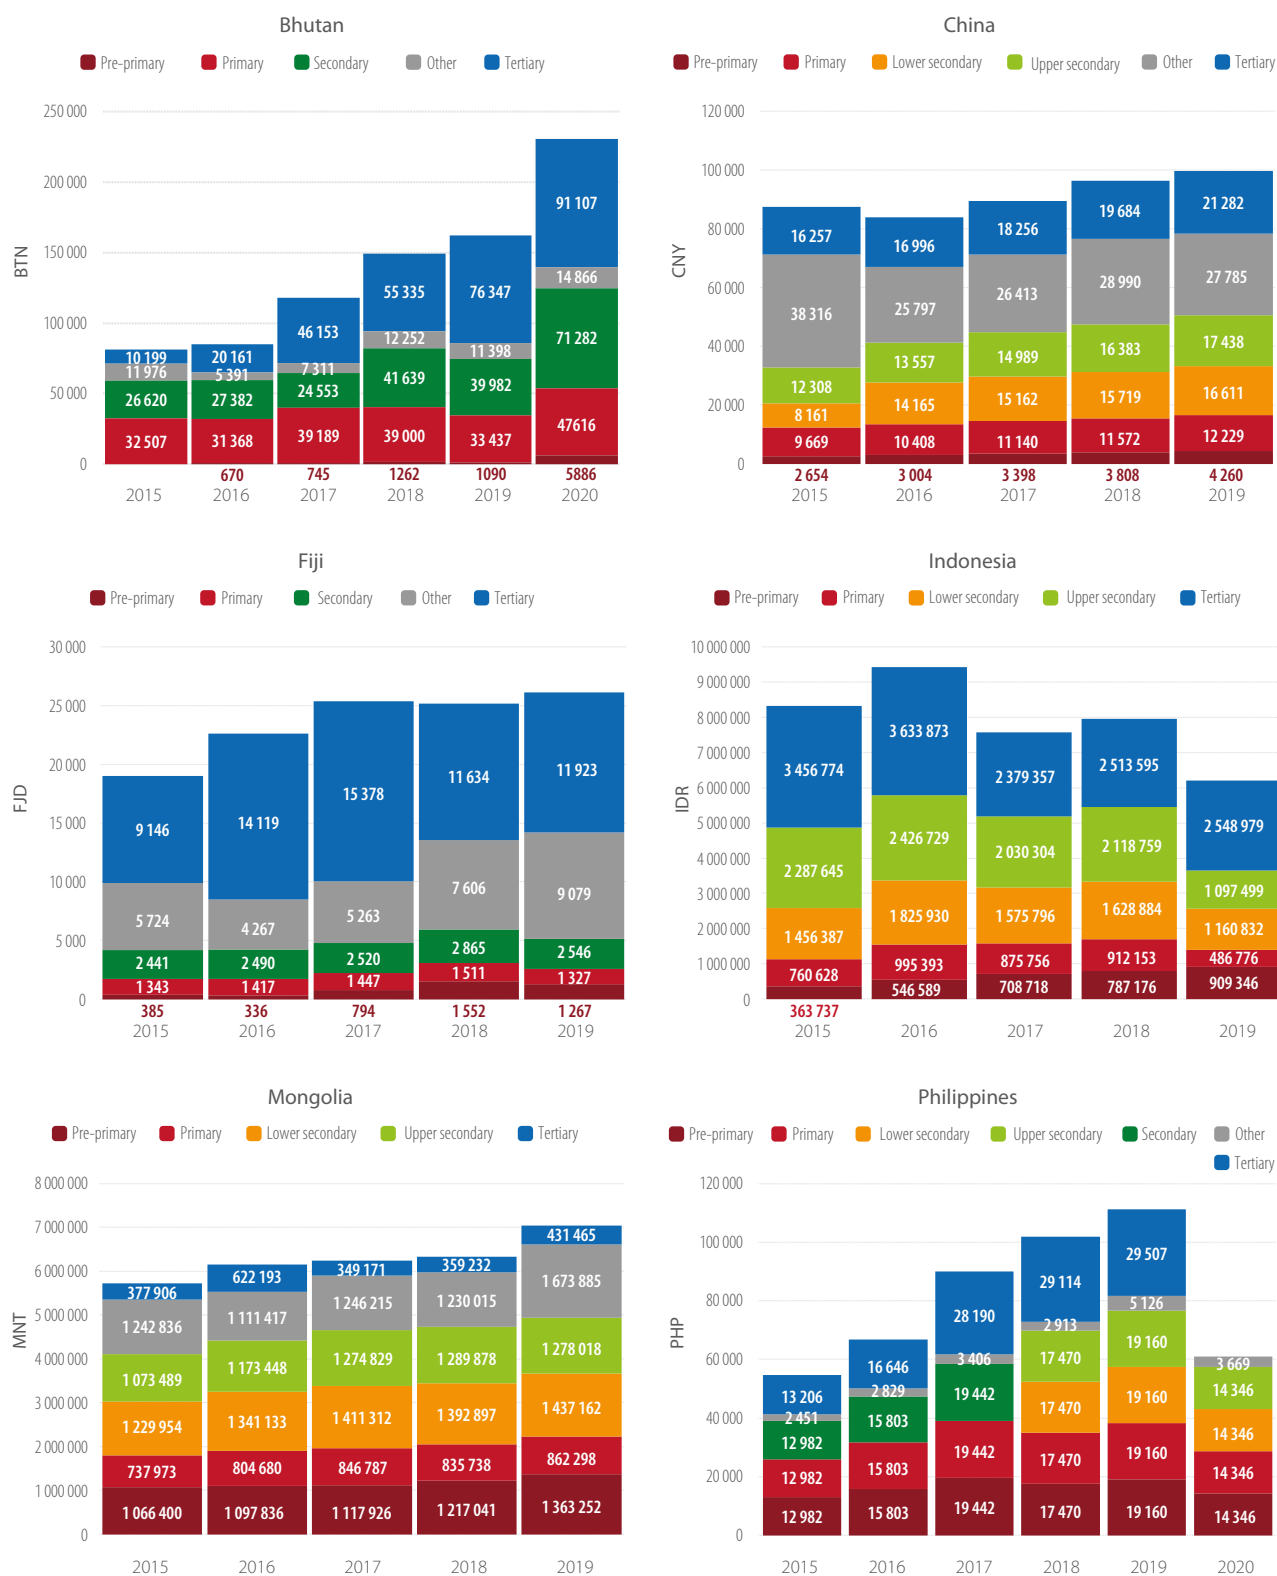 Bhutan
Pre-primary Primary Secondary Other Tertiary
250 000
200 000
150 000
100 000
50 000
0
BTN
10 199
11 976
26 620
32 507
2015
20 161
5 391
27 382
31 368
670
2016
46 153
7 311
24 553
39 189
745
2017
55 335
12 252
41 639
39 000
1262
2018
76 347
11 398
39 982
33 437
1090
2019
91 107
14 866
71 282
47616
5886
2020
China
Pre-primary Primary Lower secondary Upper secondary Other Tertiary
120 000
100 000
80 000
60 000
40 000
20 000
0
CNY
16 257
38 316
12 308
8 161
9 669
2 654
2015
16 996
25 797
13 557
14 165
10 408
3 004
2016
18 256
26 413
14 989
15 162
11 140
3 398
2017
19 684
28 990
16 383
15 719
11 572
3 808
2018
21 282
27 785
17 438
16 611
12 229
4 260
2019
Fiji
Pre-primary Primary Secondary Other Tertiary
30 000
25 000
20 000
15 000
10 000
5 000
0
FJD
9 146
5 724
2 441
1 343
385
2015
14 119
4 267
2 490
1 417
336
2016
15 378
5 263
2 520
1 447
794
2017
11 634
7 606
2 865
1 511
1 552
2018
11 923
9 079
2 546
1 327
1 267
2019
Indonesia
Pre-primary Primary Lower secondary Upper secondary Tertiary
10 000 000
9 000 000
8 000 000
7 000 000
6 000 000
5 000 000
4 000 000
3 000 000
2 000 000
1 000 000
0
IDR
3 456 774
2 287 645
1 456 387
760 628
363 737
2015
3 633 873
2 426 729
1 825 930
995 393
546 589
2016
2 379 357
2 030 304
1 575 796
875 756
708 718
2017
2 513 595
2 118 759
1 628 884
912 153
787 176
2018
2 548 979
1 097 499
1 160 832
486 776
909 346
2019
Mongolia
Pre-primary Primary Lower secondary Upper secondary Tertiary
8 000 000
7 000 000
6 000 000
5 000 000
4 000 000
3 000 000
2 000 000
1 000 000
0
MNT
377 906
1 242 836
1 073 489
1 229 954
737 973
1 066 400
2015
622 193
1 111 417
1 173 448
1 341 133
804 680
1 097 836
2016
349 171
1 246 215
1 274 829
1 411 312
846 787
1 117 926
2017
359 232
1 230 015
1 289 878
1 392 897
835 738
1 217 041
2018
431 465
1 673 885
1 278 018
1 437 162
862 298
1 363 252
2019
Philippines
Pre-primary Primary Lower secondary Upper secondary Secondary Other
Tertiary
120 000
100 000
80 000
60 000
40 000
20 000
0
PHP
13 206
2 451
12 982
12 982
12 982
2015
16 646
2 829
15 803
15 803
15 803
2016
28 190
3 406
19 442
19 442
19 442
2017
29 114
2 913
17 470
17 470
17 470
17 470
2018
29 507
5 126
19 160
19 160
19 160
19 160
2019
3 669
14 346
14 346
14 346
14 346
2020